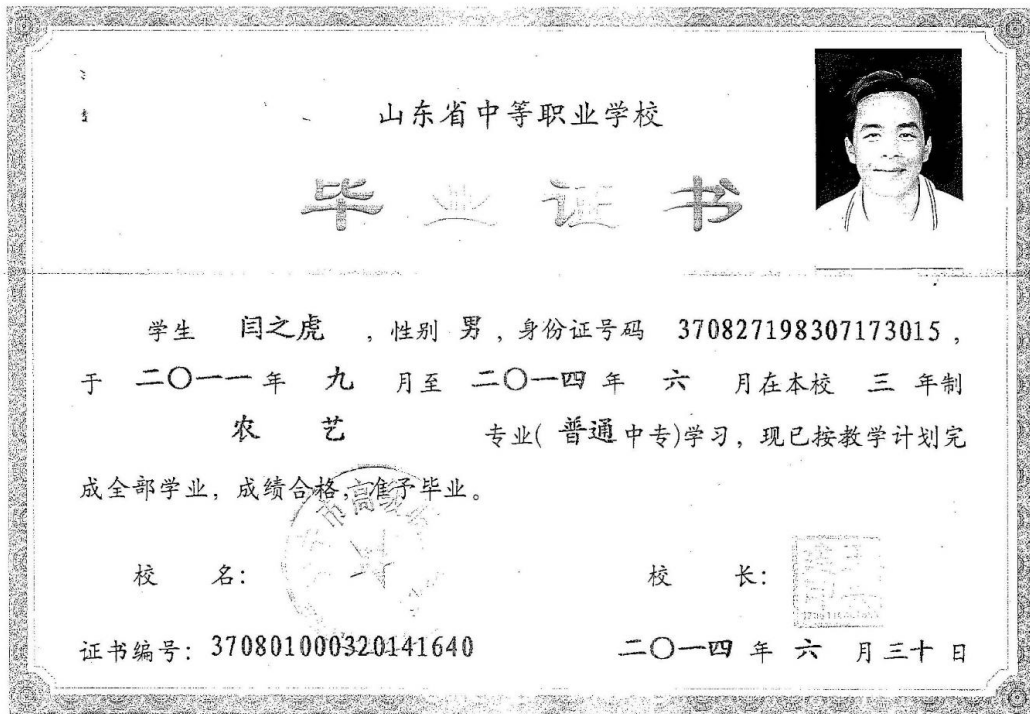 山东省中等职业学校
毕业证书
学生 闫之虎 ，性别 男 ，身份证号码 370827198307173015，
于 二〇一一 年 九 月至 二〇一四 年 六 月在本校 三 年制
农 艺 专业( 普通 中专)学习，现已按教学计划完
成全部学业，成绩合格，准予毕业。
市高级
校 名：
校 长：
证书编号：370801000320141640
二〇一四 年 六 月 三十 日